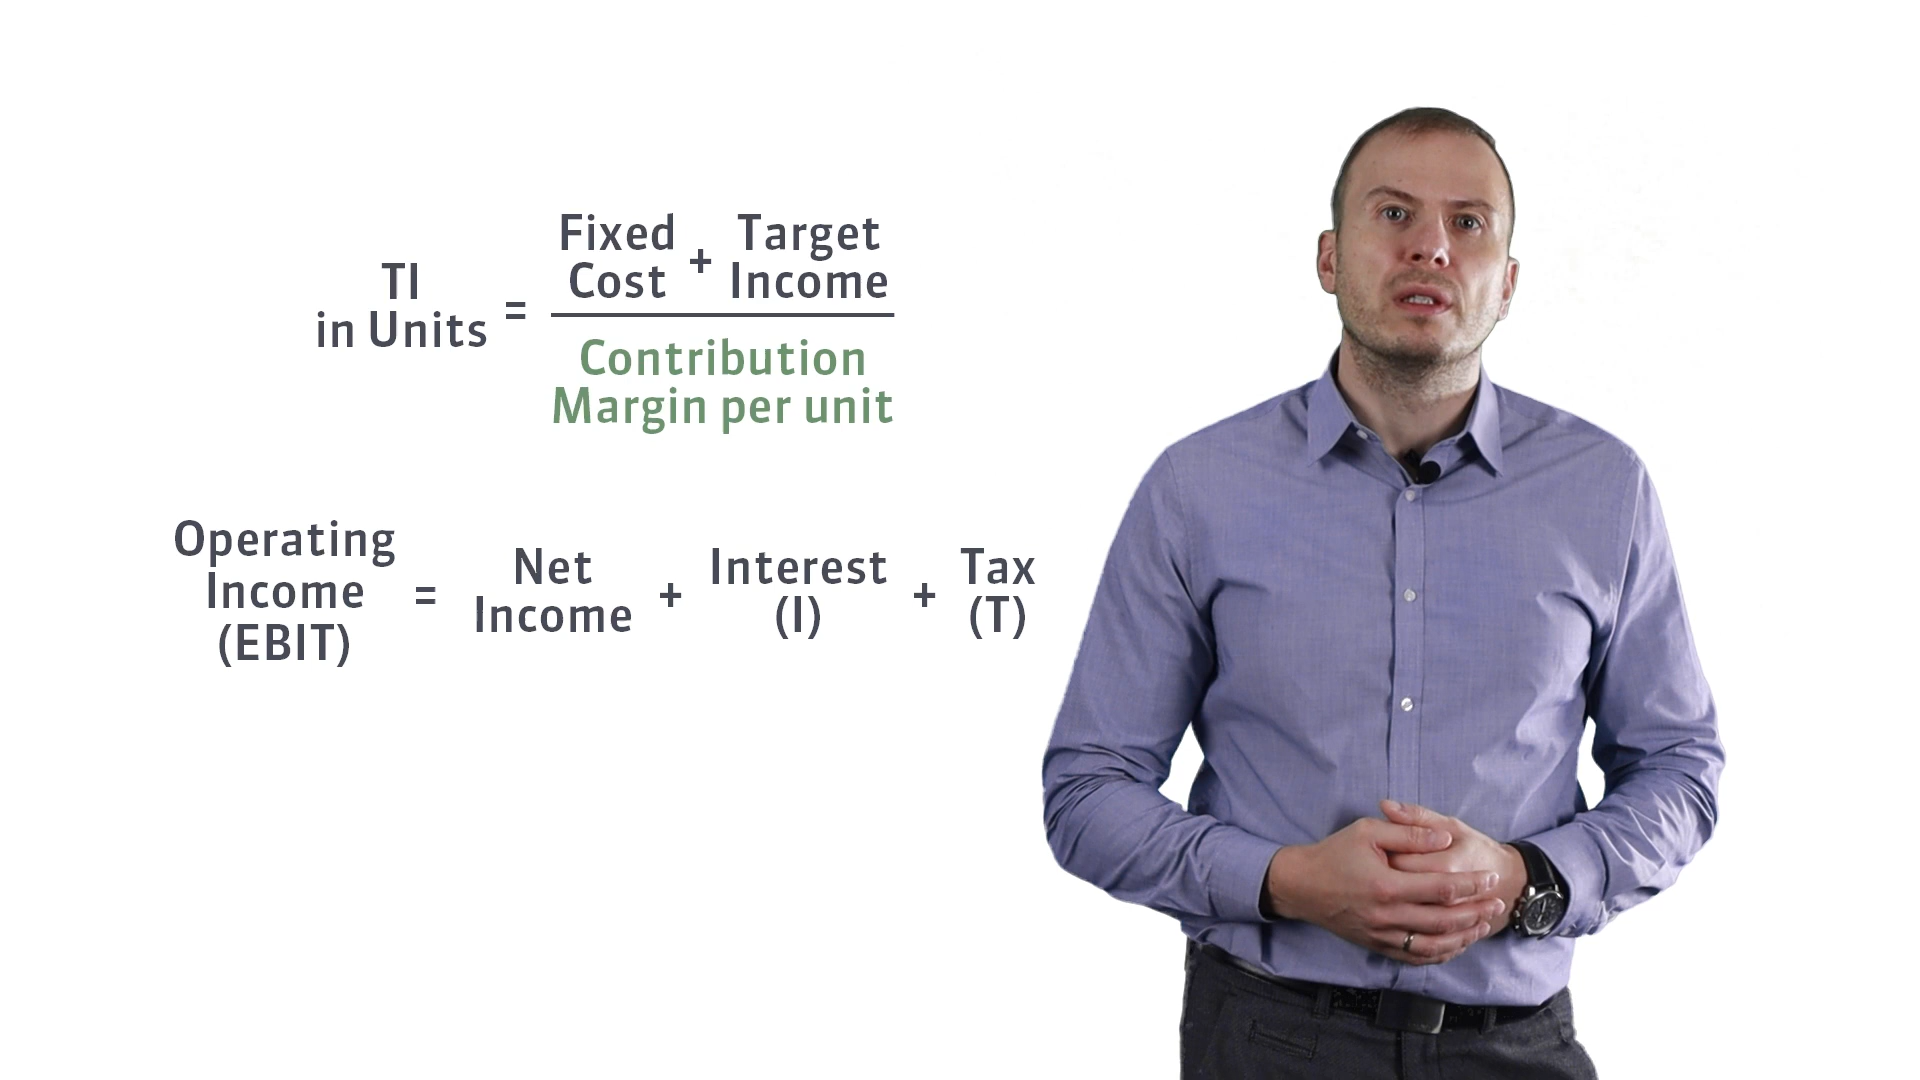 TI
in Units
=
Fixed
Cost
+
Target
Income
Contribution
Margin per unit
Operating
Income
(EBIT)
=
Net
Income
+
Interest
(I)
+
Tax
(T)